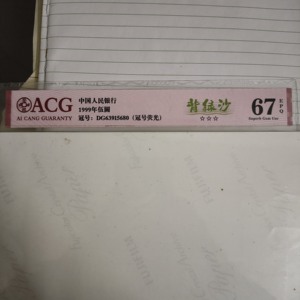 ACG
AI CANG GUARANTY
中国人民银行
1999年伍圆
冠号：DG63915680（冠号荧光）
背绿沙
☆☆☆
67
EPQ
Superb Gem Unc